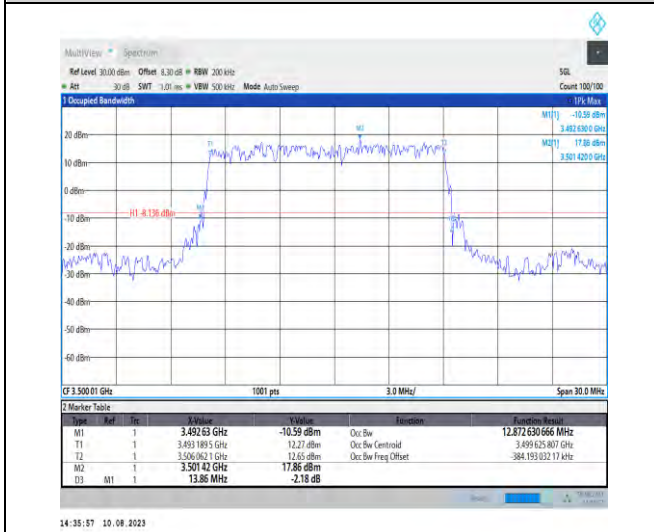 MultiView Spectrum
Ref Level 30.00 dBm Offset 8.30 dB RBW 200 kHz SGL
Att 30 dB SWT 1.01 ms VBW 500 kHz Mode Auto Sweep Count 100/100
1 Occupied Bandwidth 1Pk Max
M1[1] -10.59 dBm
3.492 630 0 GHz
M2[1] 17.86 dBm
3.501 420 0 GHz
20 dBm
M2
T1
T2
10 dBm
0 dBm
H1 -8.136 dBm
M1
-10 dBm
-20 dBm
-30 dBm
-40 dBm
-50 dBm
-60 dBm
CF 3.500 01 GHz 1001 pts 3.0 MHz/ Span 30.0 MHz
2 Marker Table
Type Ref Trc X-Value Y-Value Function Function Result
M1 1 3.492 63 GHz -10.59 dBm Occ Bw 12.872 630 666 MHz
T1 1 3.493 189 5 GHz 12.27 dBm Occ Bw Centroid 3.499 625 807 GHz
T2 1 3.506 062 1 GHz 12.65 dBm Occ Bw Freq Offset -384.193 032 17 kHz
M2 1 3.501 42 GHz 17.86 dBm
D3 M1 1 13.86 MHz -2.18 dB
14:35:57 10.08.2023